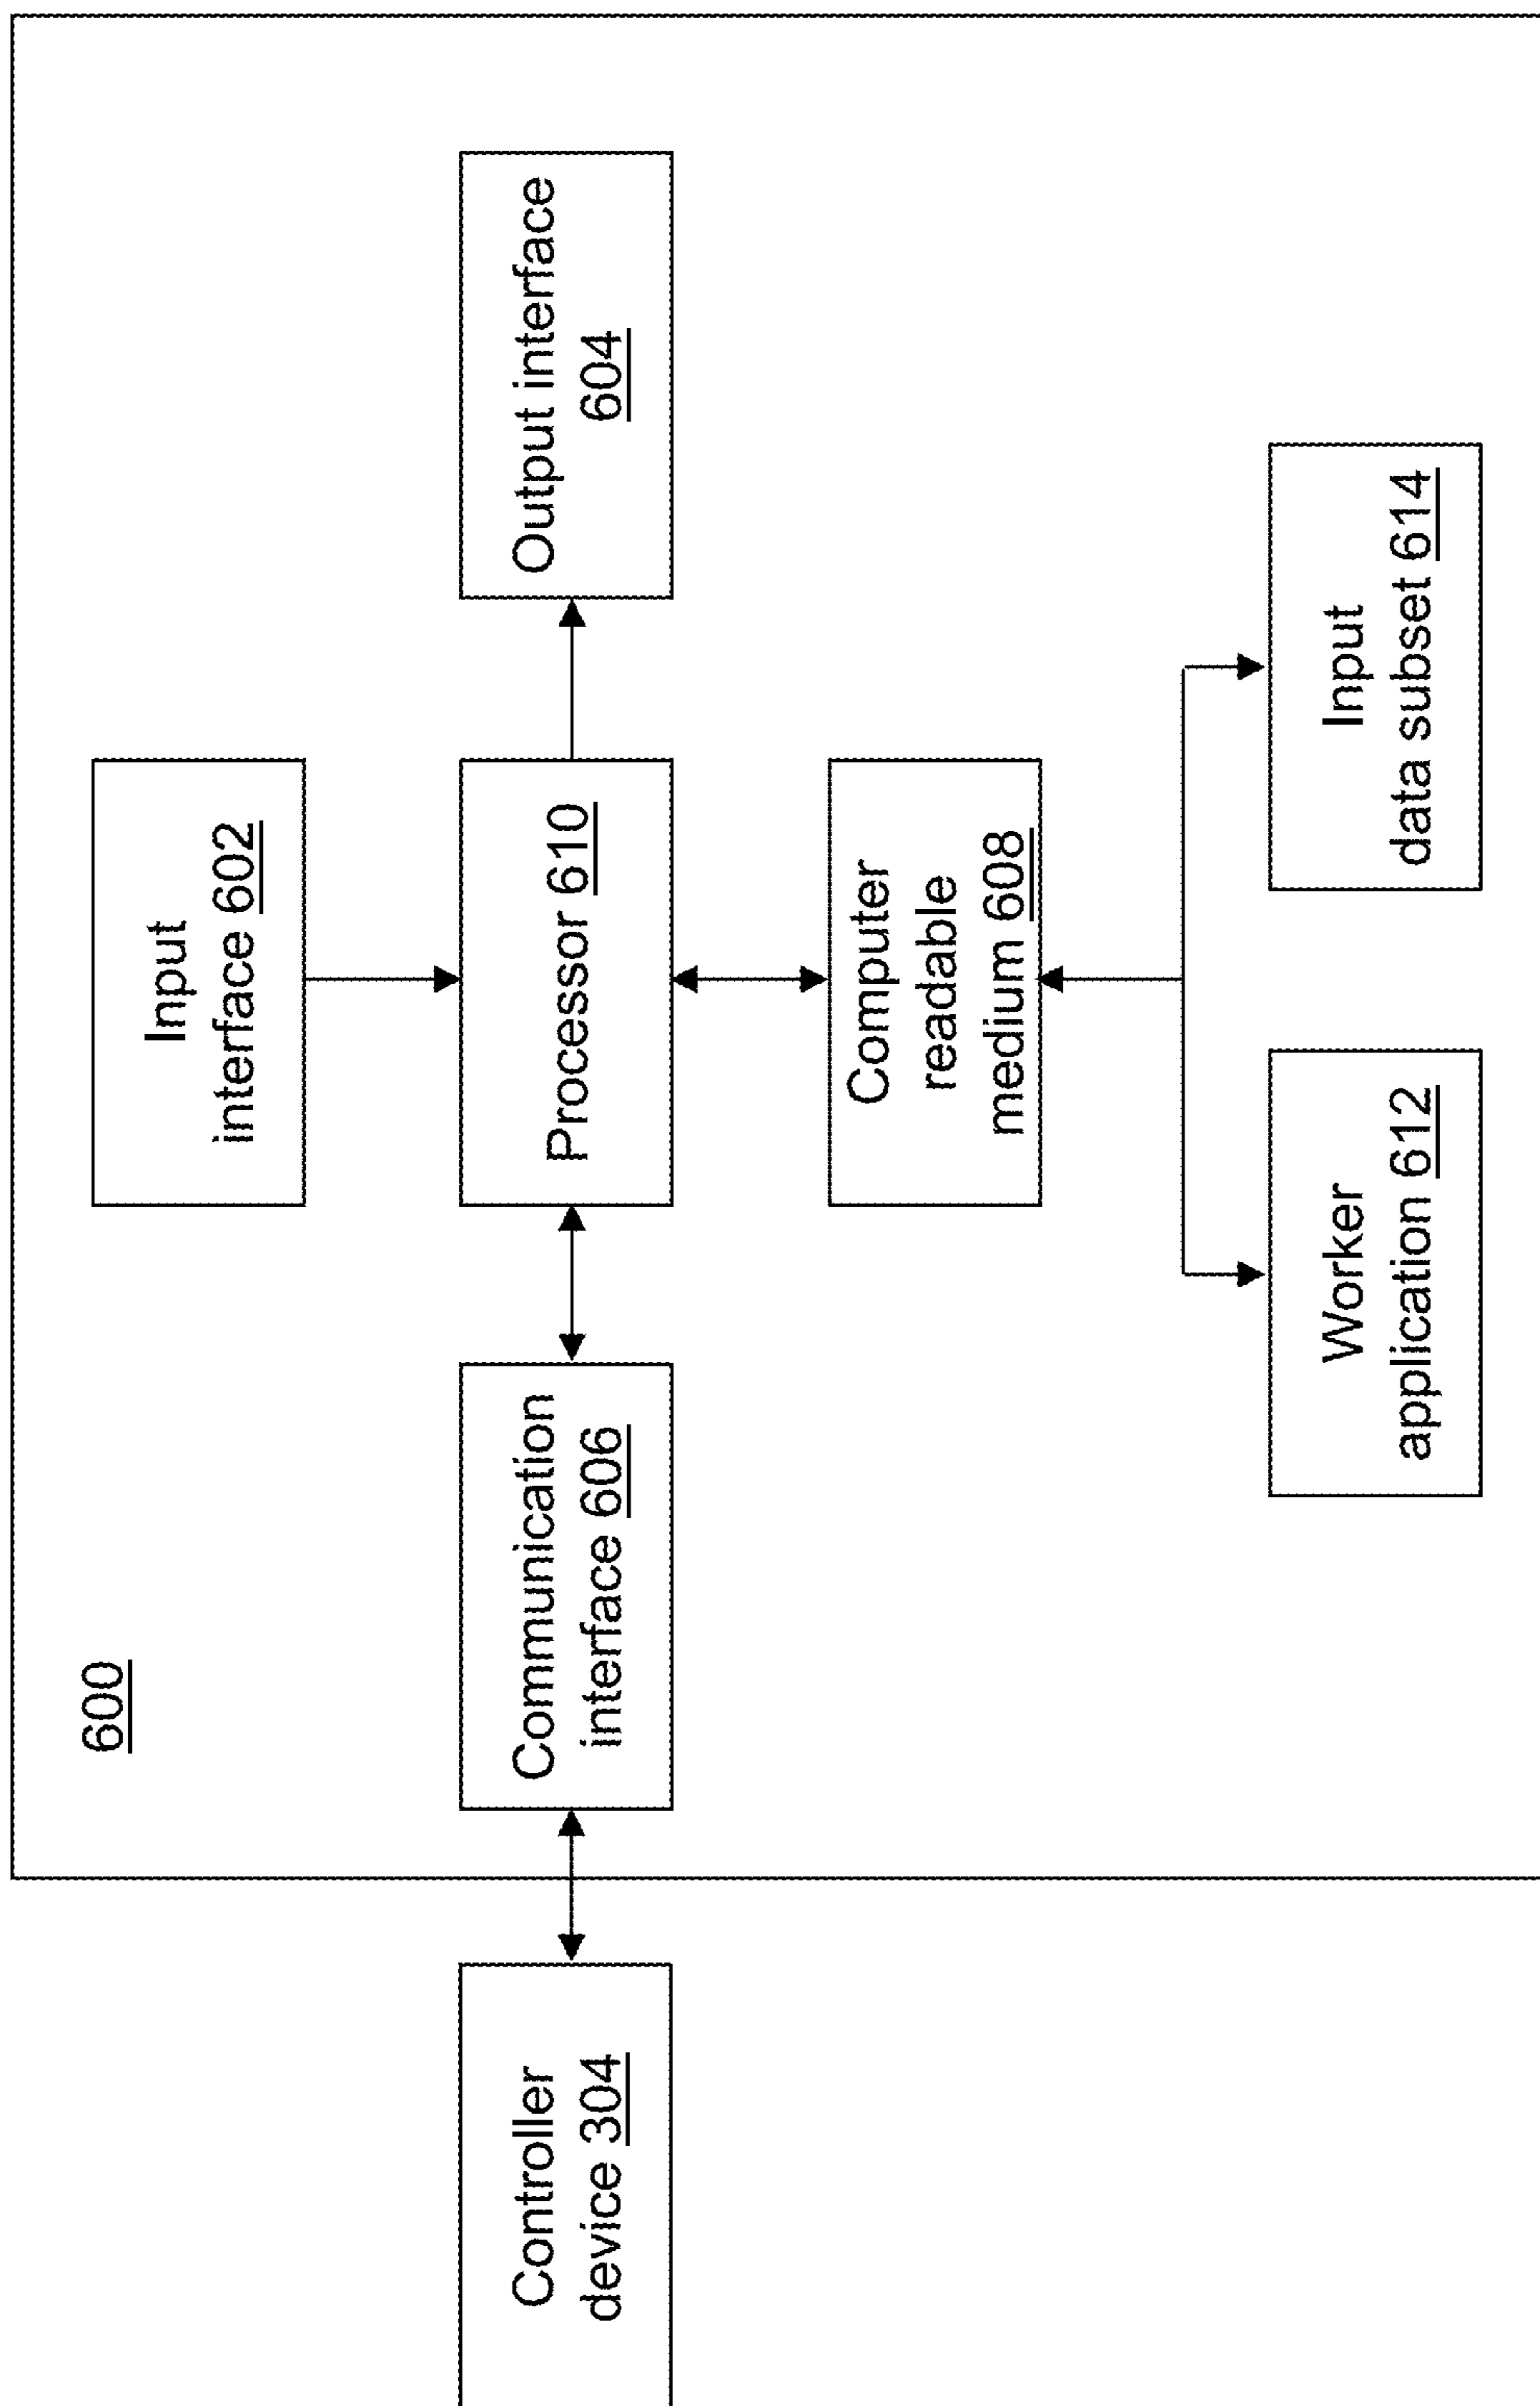 600
Input
interface 602
Controller
device 304
Communication
interface 606
Processor 610
Output interface
604
Computer
readable
medium 608
Worker
application 612
Input
data subset 614